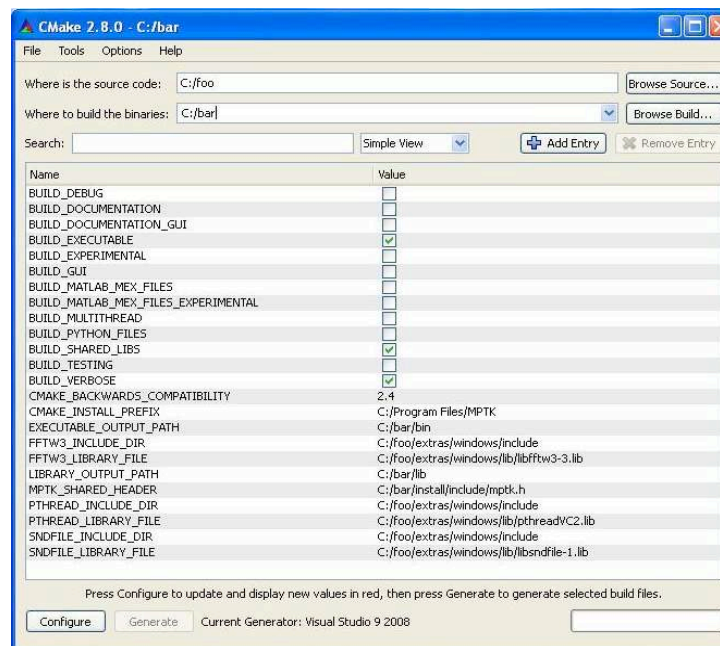 CMake 2.8.0 - C:/bar
File Tools Options Help
Where is the source code: C:/foo Browse Source...
Where to build the binaries: C:/bar Browse Build...
Search: Simple View Add Entry Remove Entry
Name Value
BUILD_DEBUG
BUILD_DOCUMENTATION
BUILD_DOCUMENTATION_GUI
BUILD_EXECUTABLE
BUILD_EXPERIMENTAL
BUILD_GUI
BUILD_MATLAB_MEX_FILES
BUILD_MATLAB_MEX_FILES_EXPERIMENTAL
BUILD_MULTITHREAD
BUILD_PYTHON_FILES
BUILD_SHARED_LIBS
BUILD_TESTING
BUILD_VERBOSE
CMAKE_BACKWARDS_COMPATIBILITY 2.4
CMAKE_INSTALL_PREFIX C:/Program Files/MPTK
EXECUTABLE_OUTPUT_PATH C:/bar/bin
FFTW3_INCLUDE_DIR C:/foo/extras/windows/include
FFTW3_LIBRARY_FILE C:/foo/extras/windows/lib/libfftw3-3.lib
LIBRARY_OUTPUT_PATH C:/bar/lib
MPTK_SHARED_HEADER C:/bar/install/include/mptk.h
PTHREAD_INCLUDE_DIR C:/foo/extras/windows/include
PTHREAD_LIBRARY_FILE C:/foo/extras/windows/lib/pthreadVC2.lib
SNDFILE_INCLUDE_DIR C:/foo/extras/windows/include
SNDFILE_LIBRARY_FILE C:/foo/extras/windows/lib/libsndfile-1.lib
Press Configure to update and display new values in red, then press Generate to generate selected build files.
Configure Generate Current Generator: Visual Studio 9 2008